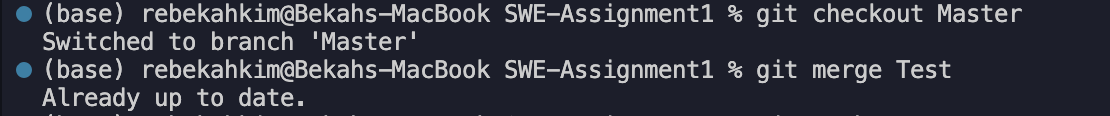 (base) rebekahkim@Bekahs-MacBook SWE-Assignment1 % git checkout Master
Switched to branch 'Master'
(base) rebekahkim@Bekahs-MacBook SWE-Assignment1 % git merge Test
Already up to date.